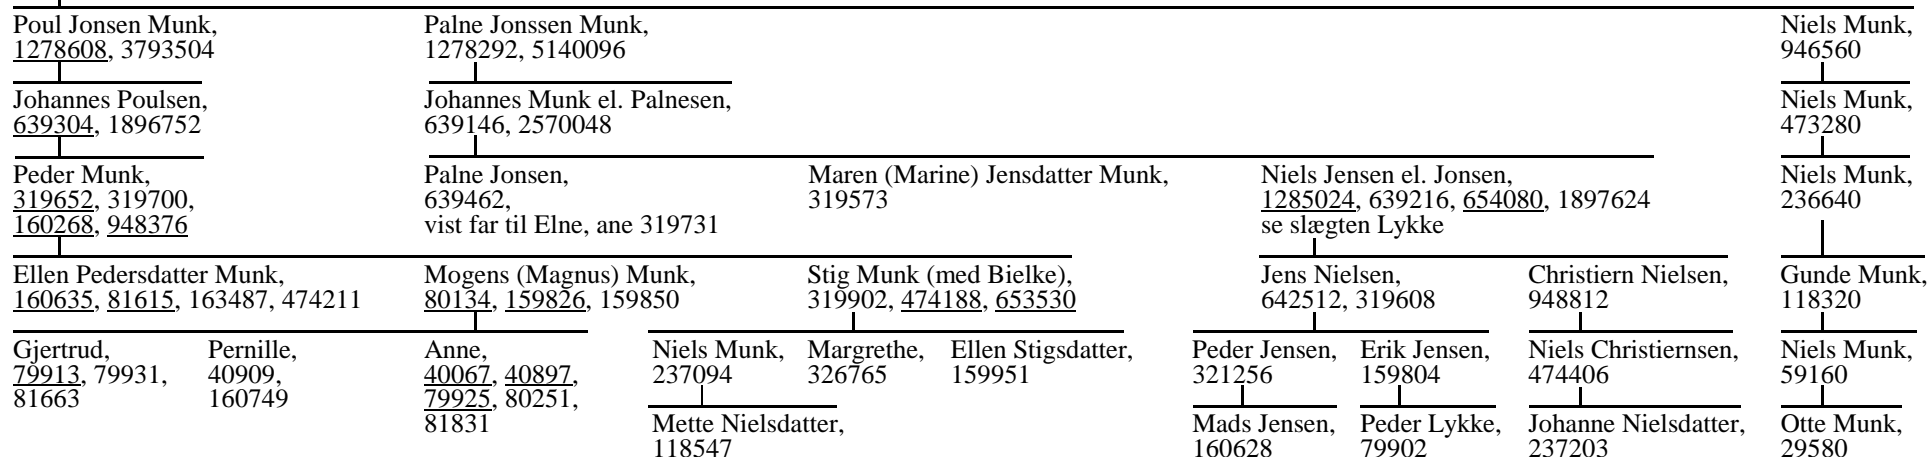 Poul Jonsen Munk,
1278608, 3793504
Palne Jonssen Munk,
1278292, 5140096
Niels Munk,
946560
Johannes Poulsen,
639304, 1896752
Johannes Munk el. Palnesen,
639146, 2570048
Niels Munk,
473280
Peder Munk,
319652, 319700,
160268, 948376
Palne Jonsen,
639462,
vist far til Elne, ane 319731
Maren (Marine) Jensdatter Munk,
319573
Niels Jensen el. Jonsen,
1285024, 639216, 654080, 1897624
se slægten Lykke
Niels Munk,
236640
Ellen Pedersdatter Munk,
160635, 81615, 163487, 474211
Mogens (Magnus) Munk,
80134, 159826, 159850
Stig Munk (med Bielke),
319902, 474188, 653530
Jens Nielsen,
642512, 319608
Christiern Nielsen,
948812
Gunde Munk,
118320
Gjertrud,
79913, 79931,
81663
Pernille,
40909,
160749
Anne,
40067, 40897,
79925, 80251,
81831
Niels Munk,
237094
Margrethe,
326765
Ellen Stigsdatter,
159951
Peder Jensen,
321256
Erik Jensen,
159804
Niels Christiernsen,
474406
Niels Munk,
59160
Mette Nielsdatter,
118547
Mads Jensen,
160628
Peder Lykke,
79902
Johanne Nielsdatter,
237203
Otte Munk,
29580